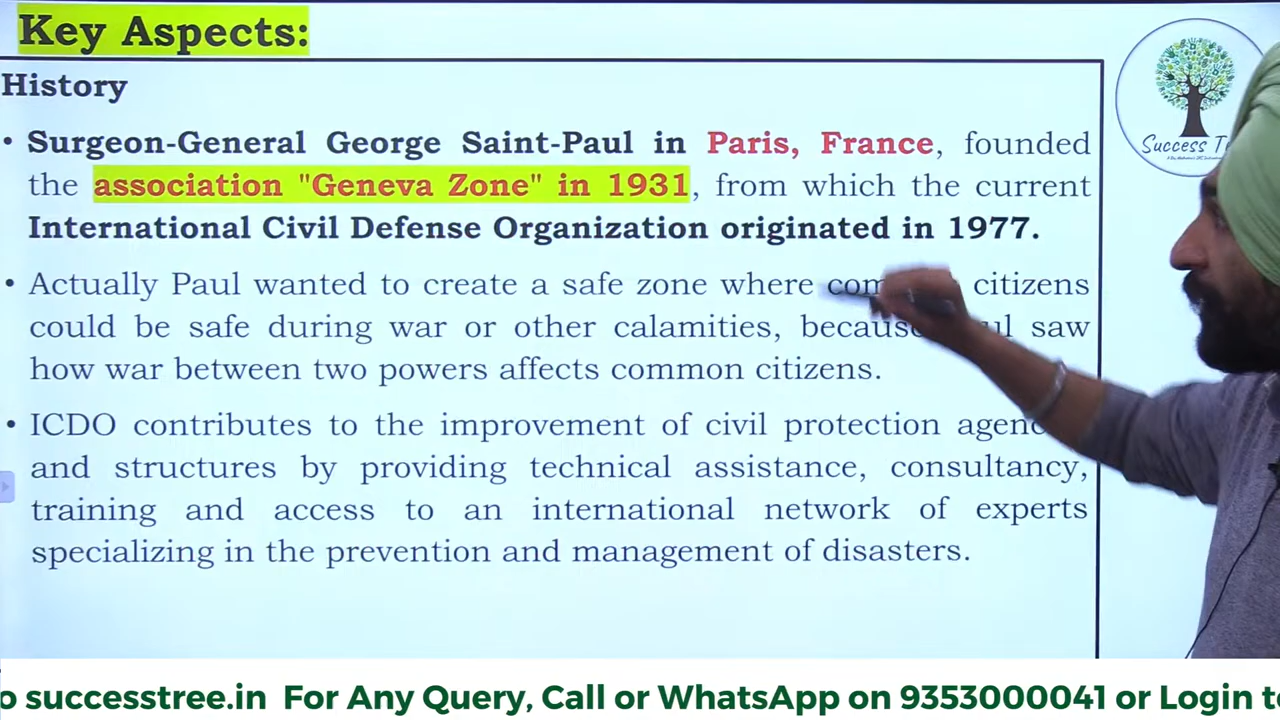 Key Aspects:
History
• Surgeon-General George Saint-Paul in Paris, France, founded
the association "Geneva Zone" in 1931, from which the current
International Civil Defense Organization originated in 1977.
• Actually Paul wanted to create a safe zone where citizens
could be safe during war or other calamities, saw
how war between two powers affects common citizens.
• ICDO contributes to the improvement of civil protection
and structures by providing technical assistance, consultancy,
training and access to an international network of experts
specializing in the prevention and management of disasters.
Success
successtree.in For Any Query, Call or WhatsApp on 9353000041 or Login